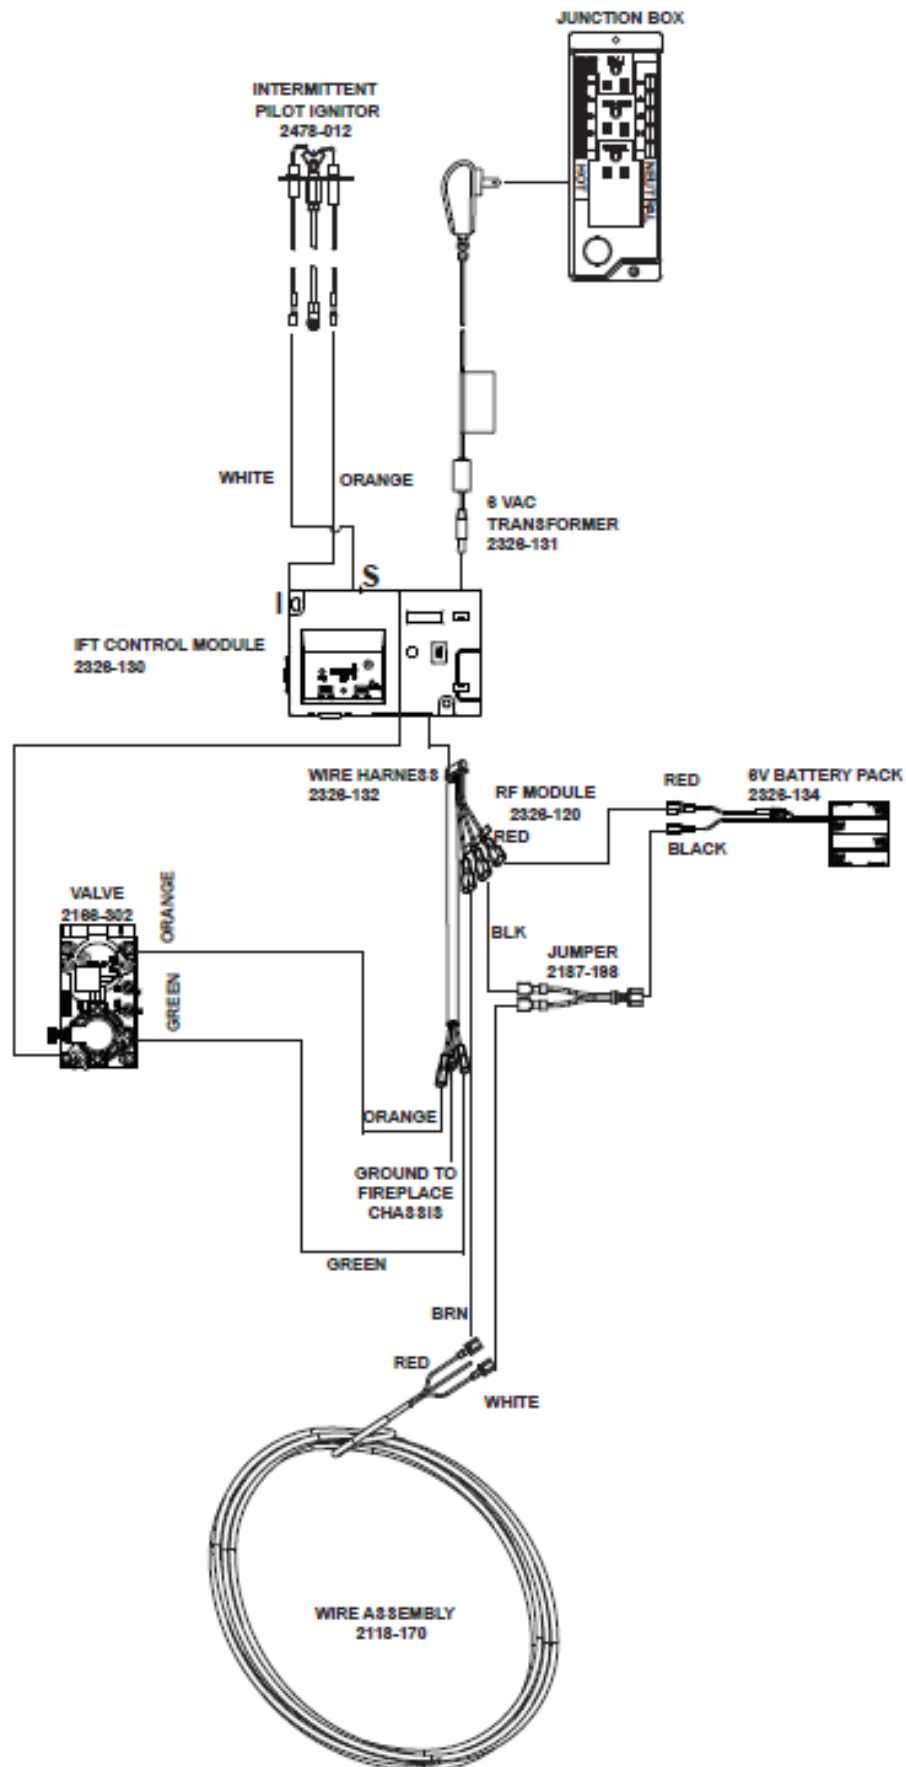 JUNCTION BOX
INTERMITTENT
PILOT IGNITOR
2478-012
HOT
NEUTRAL
WHITE
ORANGE
6 VAC
TRANSFORMER
2326-131
S
I
IFT CONTROL MODULE
2326-130
WIRE HARNESS
2326-132
RF MODULE
2326-120
RED
RED
6V BATTERY PACK
2326-134
BLACK
VALVE
2166-302
ORANGE
GREEN
BLK
JUMPER
2187-198
ORANGE
GROUND TO
FIREPLACE
CHASSIS
GREEN
BRN
RED
WHITE
WIRE ASSEMBLY
2118-170